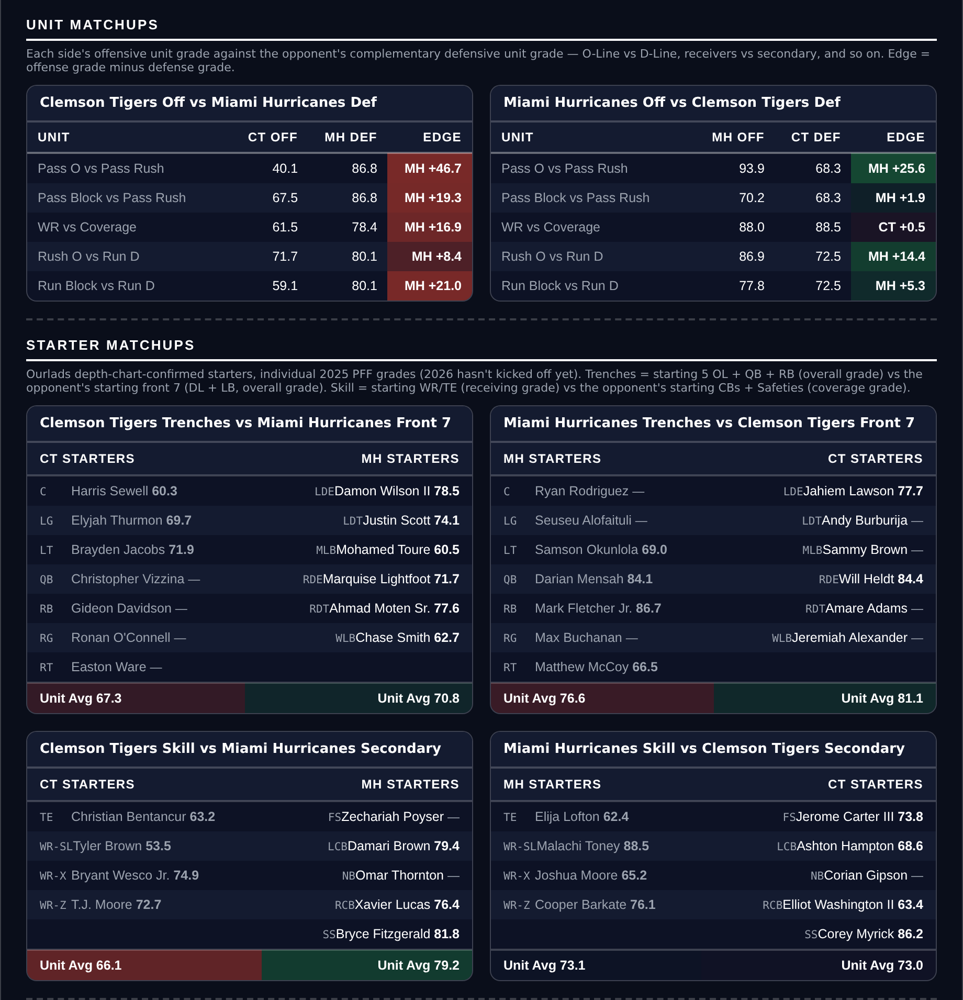 UNIT MATCHUPS
Each side's offensive unit grade against the opponent's complementary defensive unit grade — O-Line vs D-Line, receivers vs secondary, and so on. Edge =
offense grade minus defense grade.
Clemson Tigers Off vs Miami Hurricanes Def
UNIT CT OFF MH DEF EDGE
Pass O vs Pass Rush 40.1 86.8 MH +46.7
Pass Block vs Pass Rush 67.5 86.8 MH +19.3
WR vs Coverage 61.5 78.4 MH +16.9
Rush O vs Run D 71.7 80.1 MH +8.4
Run Block vs Run D 59.1 80.1 MH +21.0
Miami Hurricanes Off vs Clemson Tigers Def
UNIT MH OFF CT DEF EDGE
Pass O vs Pass Rush 93.9 68.3 MH +25.6
Pass Block vs Pass Rush 70.2 68.3 MH +1.9
WR vs Coverage 88.0 88.5 CT +0.5
Rush O vs Run D 86.9 72.5 MH +14.4
Run Block vs Run D 77.8 72.5 MH +5.3
STARTER MATCHUPS
Ourlads depth-chart-confirmed starters, individual 2025 PFF grades (2026 hasn't kicked off yet). Trenches = starting 5 OL + QB + RB (overall grade) vs the
opponent's starting front 7 (DL + LB, overall grade). Skill = starting WR/TE (receiving grade) vs the opponent's starting CBs + Safeties (coverage grade).
Clemson Tigers Trenches vs Miami Hurricanes Front 7
CT STARTERS MH STARTERS
C Harris Sewell 60.3 LDE Damon Wilson II 78.5
LG Elyjah Thurmon 69.7 LDT Justin Scott 74.1
LT Brayden Jacobs 71.9 MLB Mohamed Toure 60.5
QB Christopher Vizzina — RDE Marquise Lightfoot 71.7
RB Gideon Davidson — RDT Ahmad Moten Sr. 77.6
RG Ronan O'Connell — WLB Chase Smith 62.7
RT Easton Ware —
Unit Avg 67.3 Unit Avg 70.8
Miami Hurricanes Trenches vs Clemson Tigers Front 7
MH STARTERS CT STARTERS
C Ryan Rodriguez — LDE Jahiem Lawson 77.7
LG Seuseu Alofaituli — LDT Andy Burburija —
LT Samson Okunlola 69.0 MLB Sammy Brown —
QB Darian Mensah 84.1 RDE Will Heldt 84.4
RB Mark Fletcher Jr. 86.7 RDT Amare Adams —
RG Max Buchanan — WLB Jeremiah Alexander —
RT Matthew McCoy 66.5
Unit Avg 76.6 Unit Avg 81.1
Clemson Tigers Skill vs Miami Hurricanes Secondary
CT STARTERS MH STARTERS
TE Christian Bentancur 63.2 FS Zechariah Poyser —
WR-SL Tyler Brown 53.5 LCB Damari Brown 79.4
WR-X Bryant Wesco Jr. 74.9 NB Omar Thornton —
WR-Z T.J. Moore 72.7 RCB Xavier Lucas 76.4
SS Bryce Fitzgerald 81.8
Unit Avg 66.1 Unit Avg 79.2
Miami Hurricanes Skill vs Clemson Tigers Secondary
MH STARTERS CT STARTERS
TE Elija Lofton 62.4 FS Jerome Carter III 73.8
WR-SL Malachi Toney 88.5 LCB Ashton Hampton 68.6
WR-X Joshua Moore 65.2 NB Corian Gipson —
WR-Z Cooper Barkate 76.1 RCB Elliot Washington II 63.4
SS Corey Myrick 86.2
Unit Avg 73.1 Unit Avg 73.0